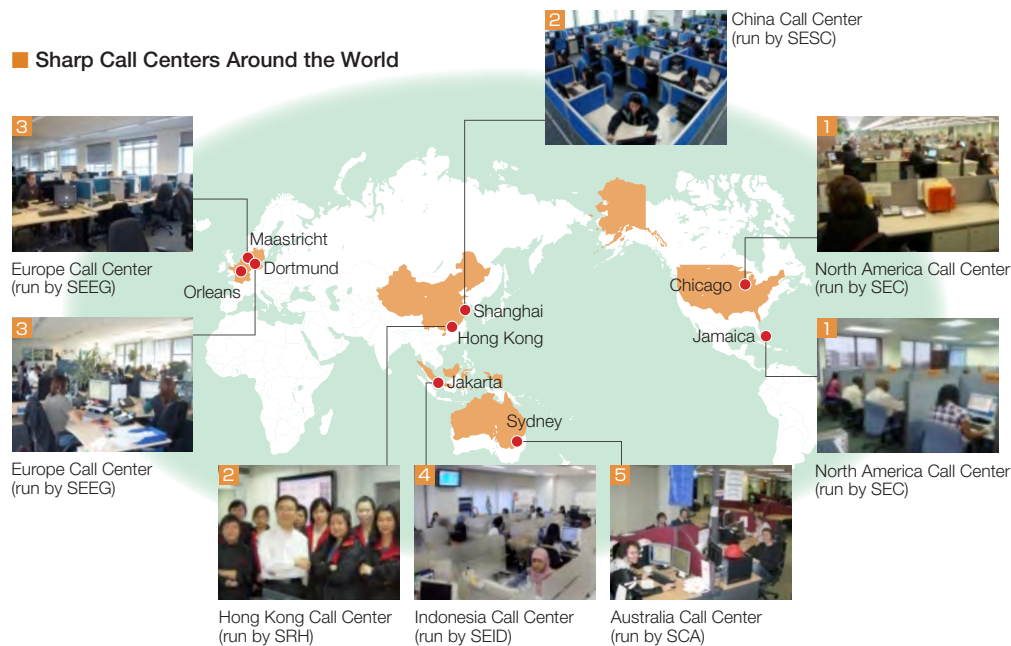 ■ Sharp Call Centers Around the World
2
China Call Center
(run by SESC)
3
Europe Call Center
(run by SEEG)
1
North America Call Center
(run by SEC)
Maastricht
Dortmund
Orleans
Shanghai
Hong Kong
Jakarta
Sydney
Chicago
Jamaica
3
Europe Call Center
(run by SEEG)
1
North America Call Center
(run by SEC)
2
Hong Kong Call Center
(run by SRH)
4
Indonesia Call Center
(run by SEID)
5
Australia Call Center
(run by SCA)